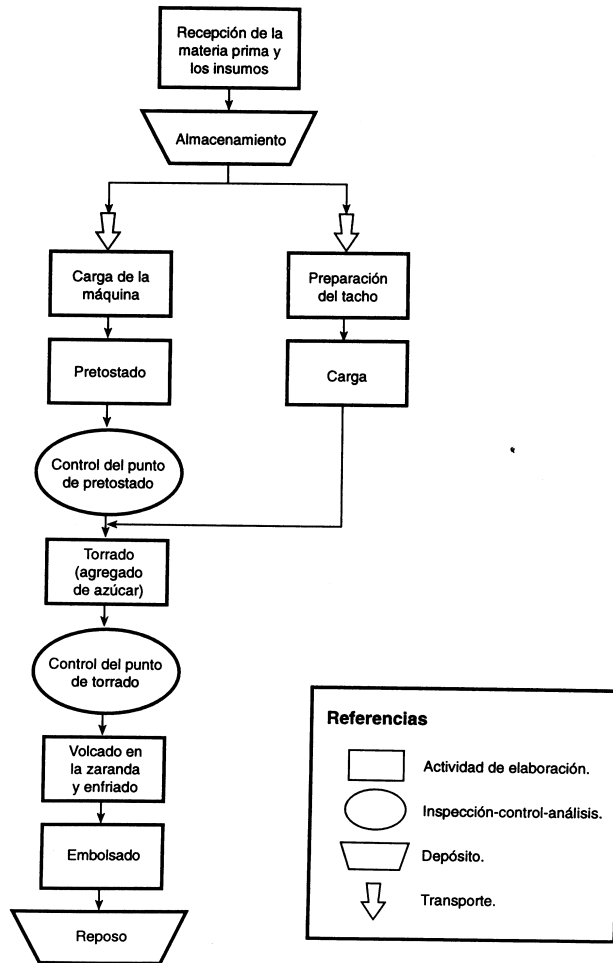 Recepción de la
materia prima y
los insumos
Almacenamiento
Carga de la
máquina
Preparación
del tacho
Pretostado
Carga
Control del punto
de pretostado
Torrado
(agregado
de azúcar)
Control del punto
de torrado
Volcado en
la zaranda
y enfriado
Embolsado
Reposo
Referencias
Actividad de elaboración.
Inspección-control-análisis.
Depósito.
Transporte.